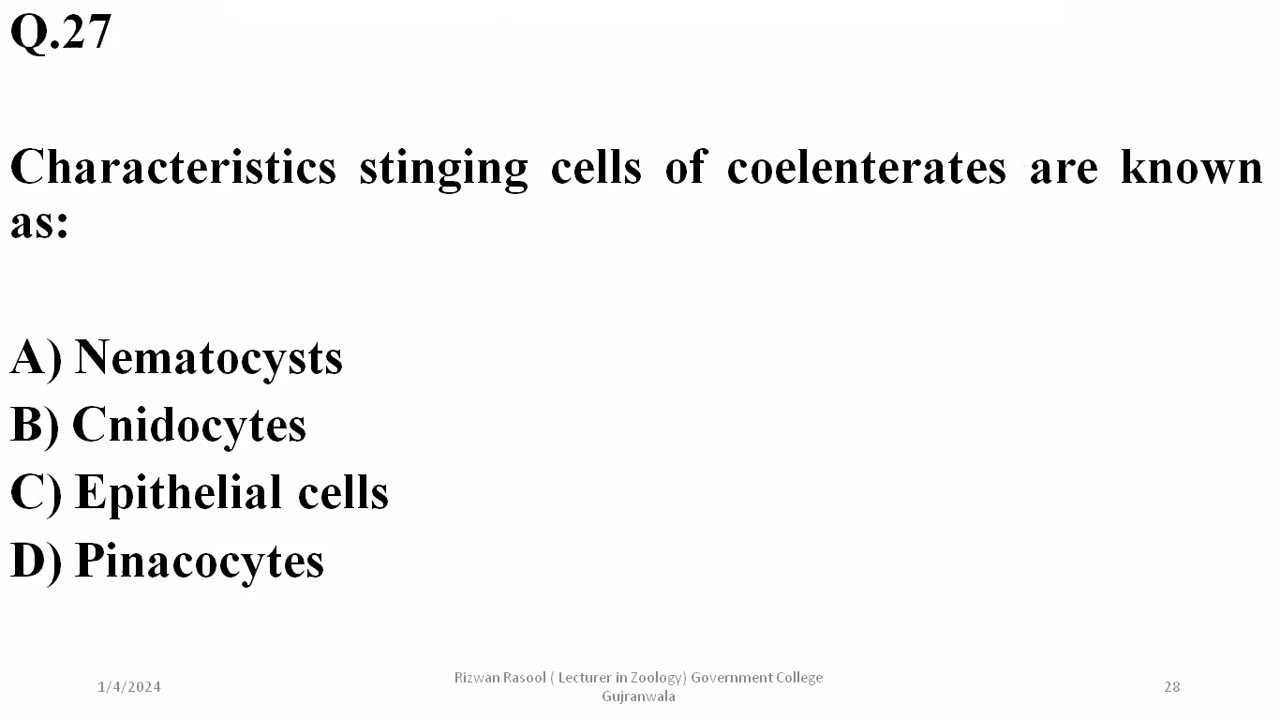 Q.27
Characteristics stinging cells of coelenterates are known
as:
A) Nematocysts
B) Cnidocytes
C) Epithelial cells
D) Pinacocytes
1/4/2024
Rizwan Rasool ( Lecturer in Zoology) Government College
Gujranwala
28